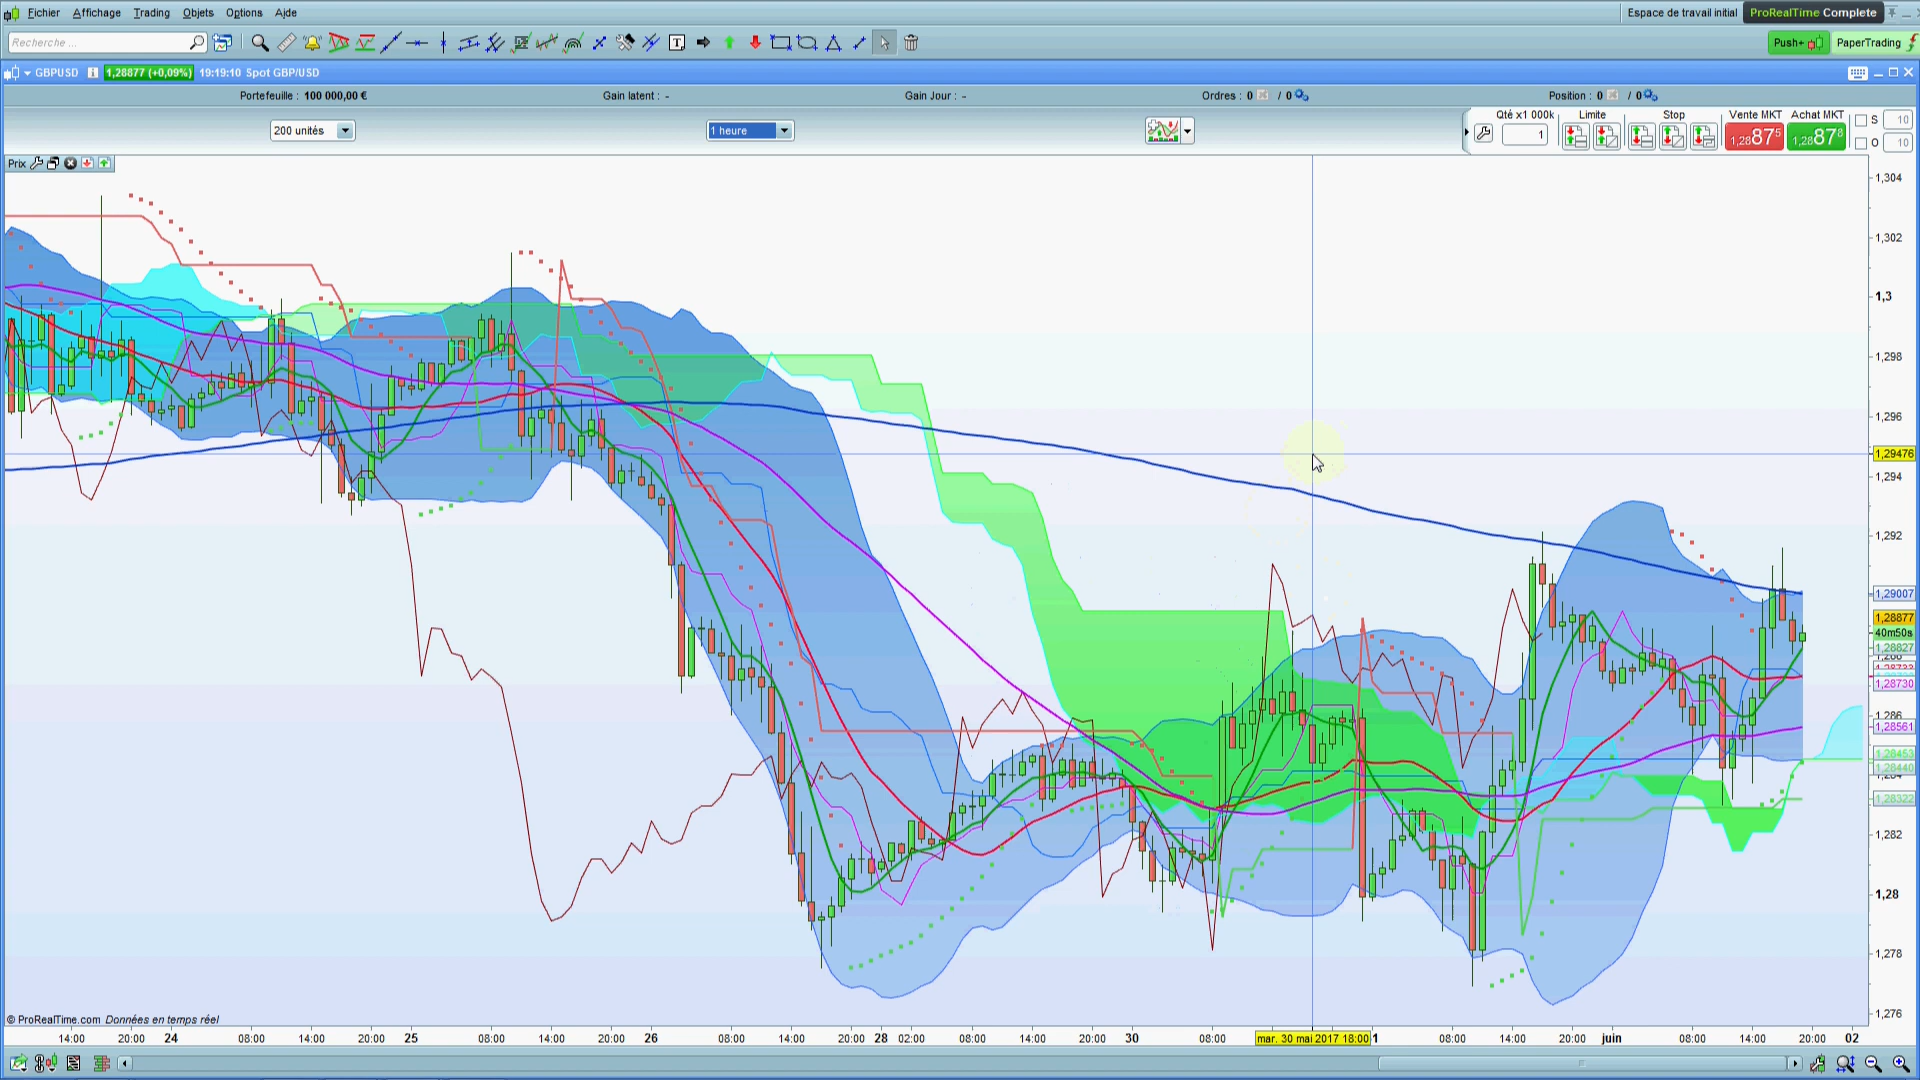 Fichier Affichage Trading Objets Options Aide
Espace de travail initial ProRealTime Complete
Recherche ...
Push+ PaperTrading
GBPUSD 1,28877 (+0,09%) 19:19:10 Spot GBP/USD
Portefeuille : 100 000,00 € Gain latent : - Gain Jour : - Ordres : 0 / 0 Position : 0 / 0
200 unités 1 heure
Qté x1 000k Limite Stop Vente MKT Achat MKT S 10
1 1,28 87 5 1,28 87 8 O 10
Prix
1,304
1,302
1,3
1,298
1,296
1,29476
1,294
1,292
1,29007
1,28877
40m50s
1,28827
1,28730
1,286
1,28561
1,28453
1,28440
1,28322
1,282
1,28
1,278
1,276
© ProRealTime.com Données en temps réel
14:00 20:00 24 08:00 14:00 20:00 25 08:00 14:00 20:00 26 08:00 14:00 20:00 28 02:00 08:00 14:00 20:00 30 08:00 mar. 30 mai 2017 18:00 1 08:00 14:00 20:00 juin 08:00 14:00 20:00 02